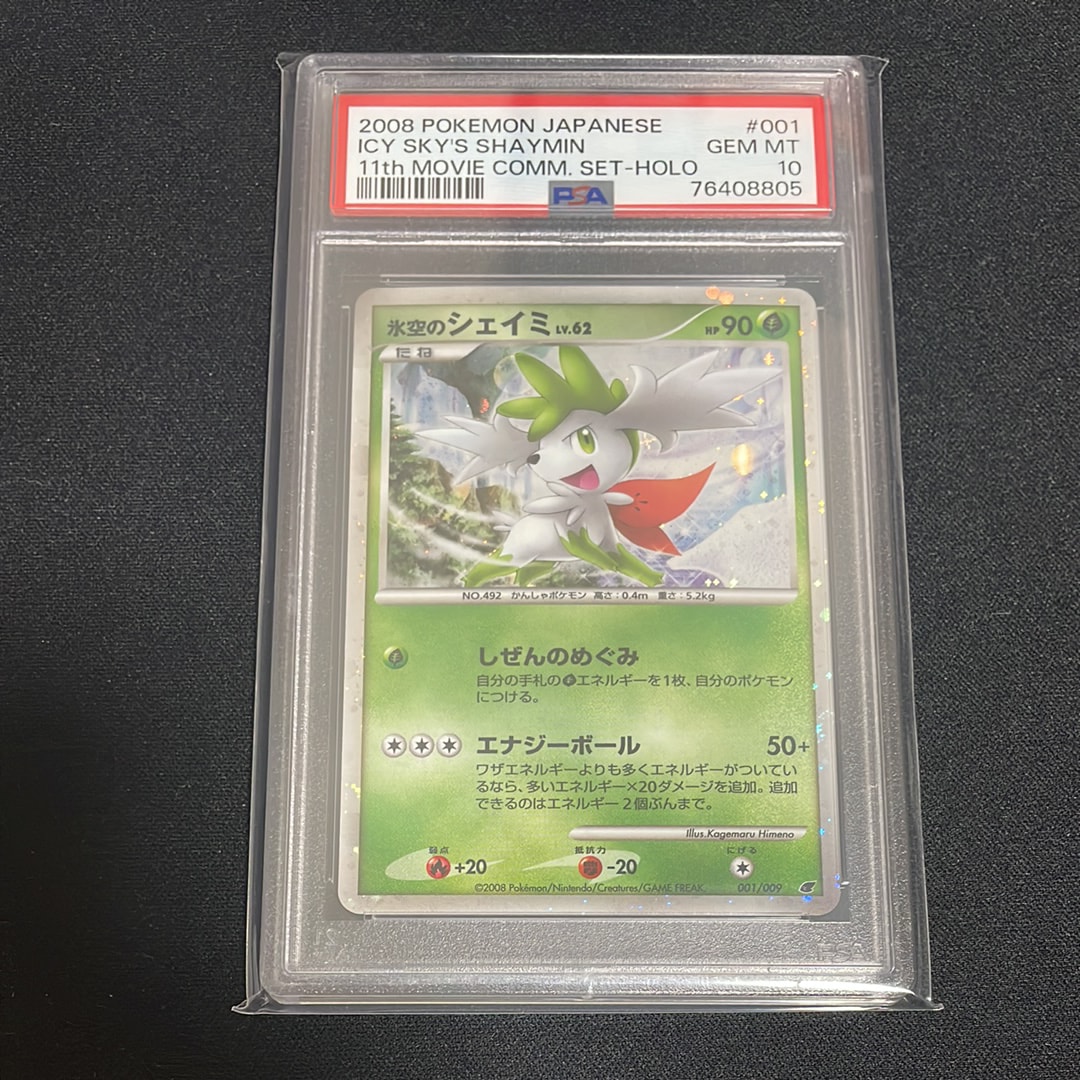 2008 POKEMON JAPANESE #001
ICY SKY'S SHAYMIN GEM MT
11th MOVIE COMM. SET-HOLO 10
PSA 76408805
氷空のシェイミ LV.62 HP 90
たね
NO.492 かんしゃポケモン 高さ:0.4m 重さ:5.2kg
しぜんのめぐみ
自分の手札のエネルギーを1枚、自分のポケモン
につける。
エナジーボール 50+
ワザエネルギーよりも多くエネルギーがついてい
るなら、多いエネルギー×20ダメージを追加。追加
できるのはエネルギー2個ぶんまで。
Illus.Kagemaru Himeno
弱点 抵抗力 にげる
+20 -20
©2008 Pokémon/Nintendo/Creatures/GAME FREAK. 001/009